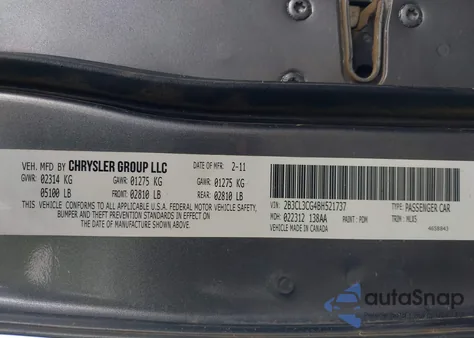 VEH. MFD BY CHRYSLER GROUP LLC DATE OF MFR: 2-11
GVWR: 02314 KG GAWR: 01275 KG GAWR: 01275 KG
05100 LB FRONT: 02810 LB REAR: 02810 LB
THIS VEHICLE CONFORMS TO ALL APPLICABLE U.S.A. FEDERAL MOTOR VEHICLE SAFETY,
BUMPER AND THEFT PREVENTION STANDARDS IN EFFECT ON
THE DATE OF MANUFACTURE SHOWN ABOVE.
VIN: 2B3CL3CG4BH521737 TYPE: PASSENGER CAR
MDH: 022312 138AA PAINT: PDM TRIM: MLX5
VEHICLE MADE IN CANADA
autoSnap